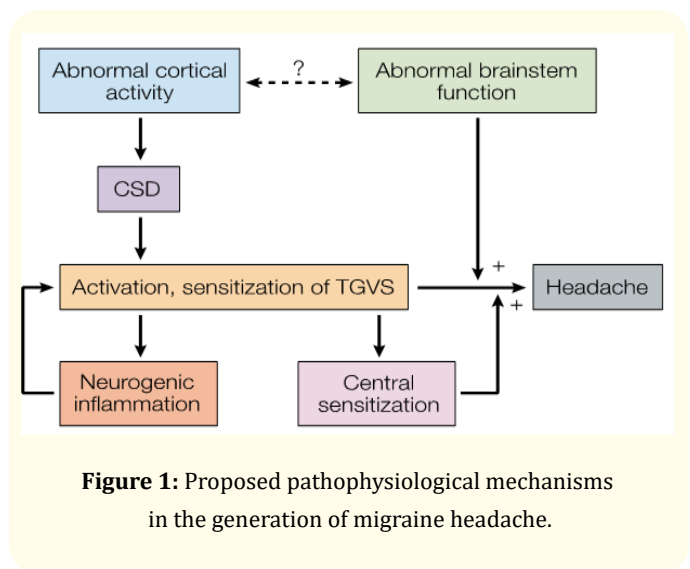 Abnormal cortical
activity
?
Abnormal brainstem
function
CSD
+
Activation, sensitization of TGVS
Headache
+
Neurogenic
inflammation
Central
sensitization
Figure 1: Proposed pathophysiological mechanisms
in the generation of migraine headache.